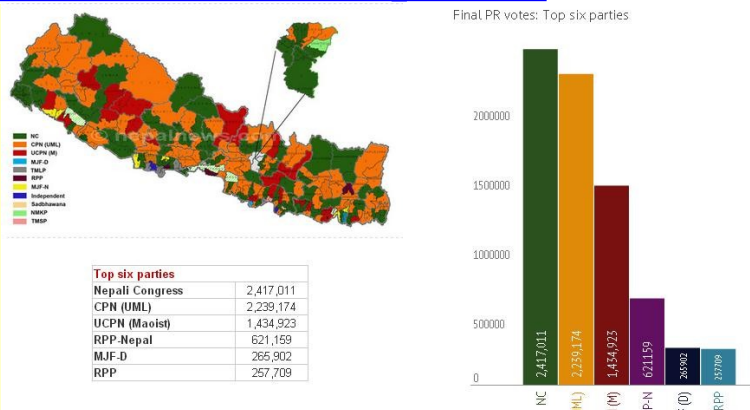 © nepalnews.com
NC
CPN (UML)
UCPN (M)
MJF-D
TMLP
RPP
MJF-N
Independent
Sadbhawana
NMKP
TMSP
Top six parties
Nepali Congress 2,417,011
CPN (UML) 2,239,174
UCPN (Maoist) 1,434,923
RPP-Nepal 621,159
MJF-D 265,902
RPP 257,709
Final PR votes: Top six parties
2000000
1500000
1000000
500000
0
2,417,011
2,239,174
1,434,923
621159
265902
257709
NC
ML)
(M)
P-N
(D)
RPP